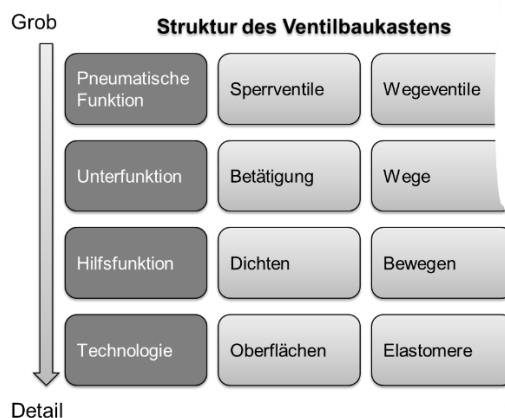 Grob
Struktur des Ventilbaukastens
Pneumatische
Funktion
Sperrventile
Wegeventile
Unterfunktion
Betätigung
Wege
Hilfsfunktion
Dichten
Bewegen
Technologie
Oberflächen
Elastomere
Detail